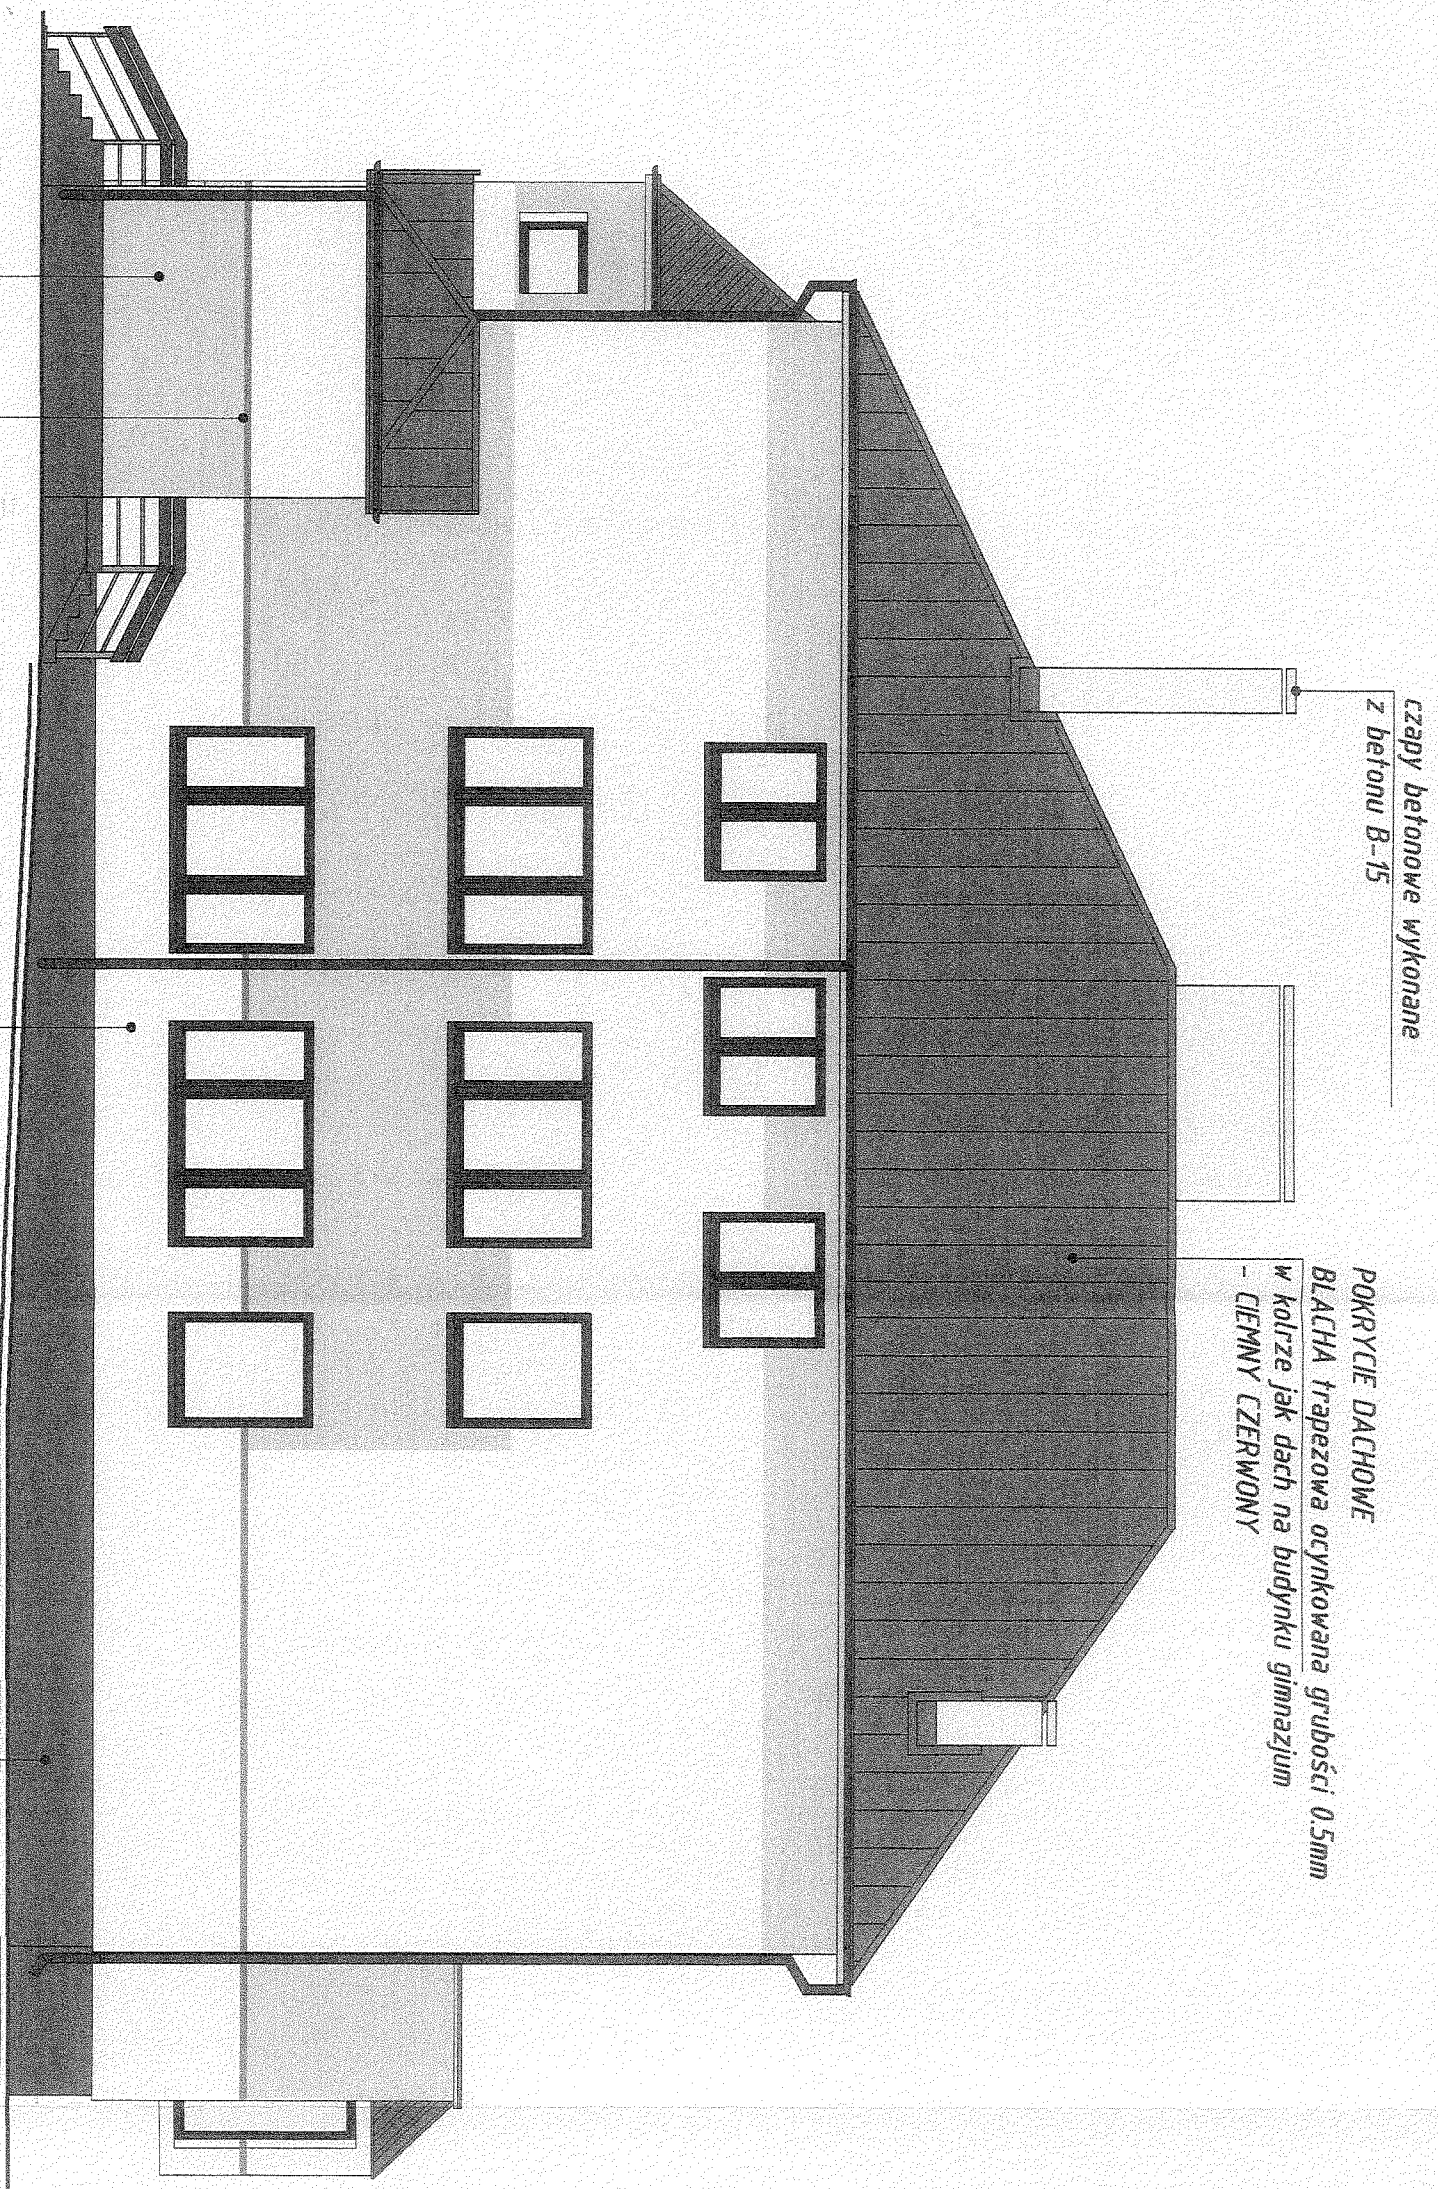 czapy betonowe wykonane
z betonu B-15
POKRYCIE DACHOWE
BLACHA trapezowa ocynkowana grubości 0.5mm
w kolrze jak dach na budynku gimnazjum
- CIEMNY CZERWONY